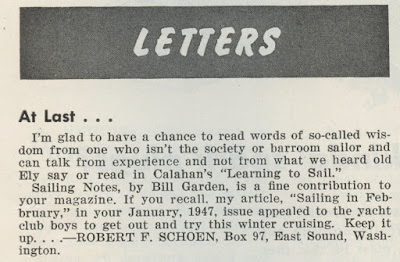 LETTERS
At Last . . .
I'm glad to have a chance to read words of so-called wis-
dom from one who isn't the society or barroom sailor and
can talk from experience and not from what we heard old
Ely say or read in Calahan's "Learning to Sail."
Sailing Notes, by Bill Garden, is a fine contribution to
your magazine. If you recall, my article, "Sailing in Feb-
ruary," in your January, 1947, issue appealed to the yacht
club boys to get out and try this winter cruising. Keep it
up. . . .—ROBERT F. SCHOEN, Box 97, East Sound, Wash-
ington.